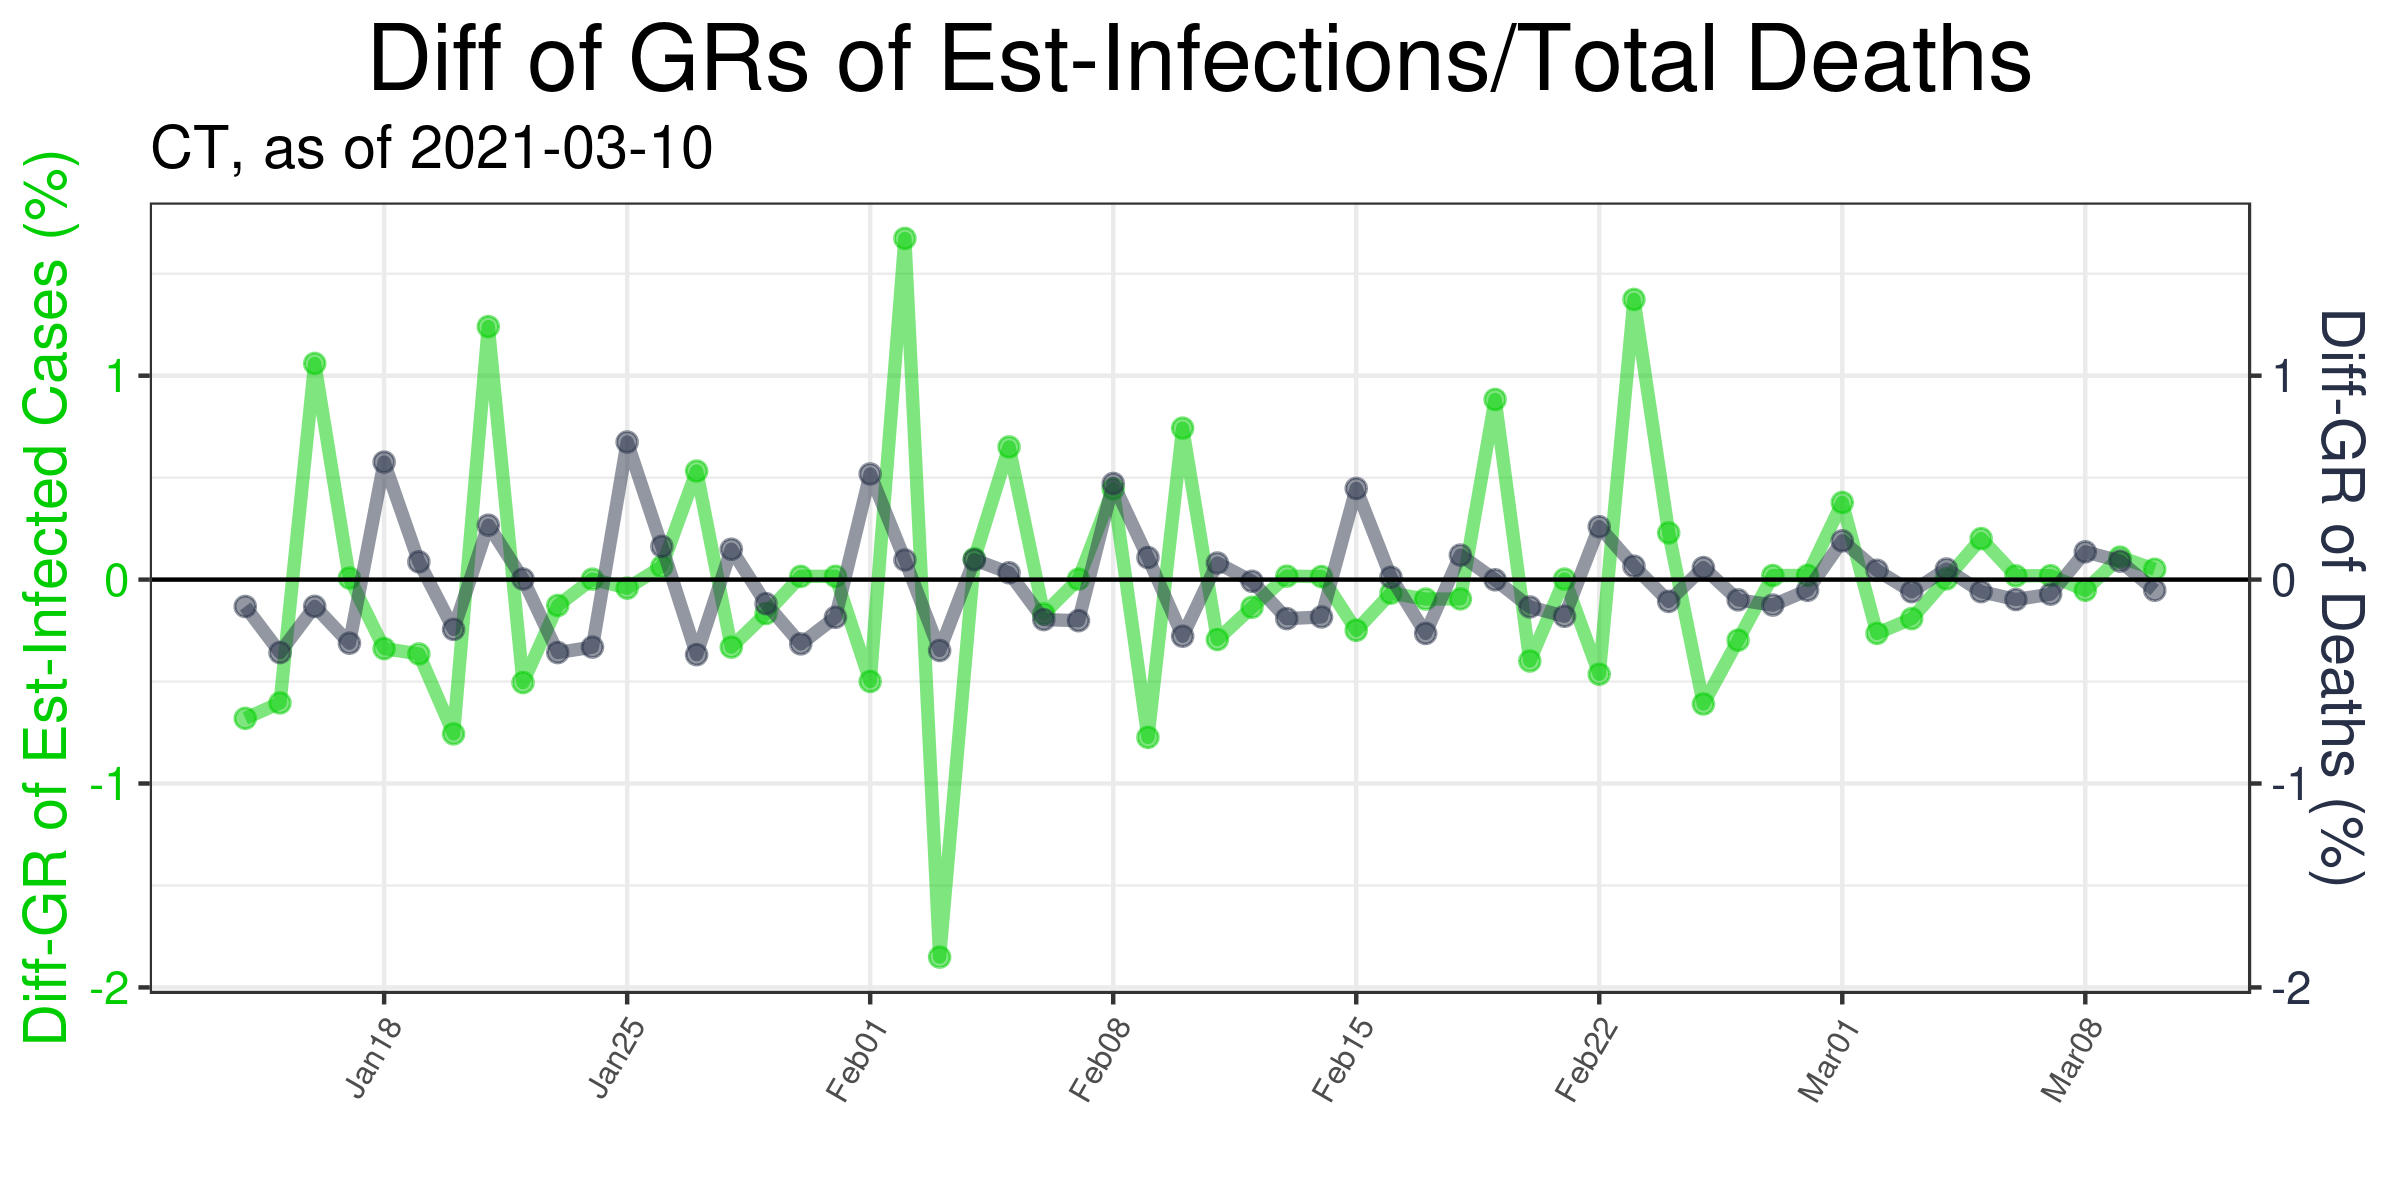 Diff of GRs of Est-Infections/Total Deaths
CT, as of 2021-03-10
Diff-GR of Est-Infected Cases (%)
1
0
-1
-2
1
0
-1
-2
Diff-GR of Deaths (%)
Jan18
Jan25
Feb01
Feb08
Feb15
Feb22
Mar01
Mar08